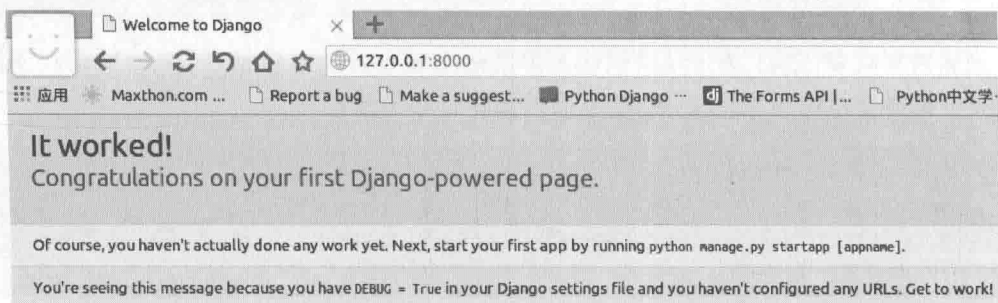 Welcome to Django
127.0.0.1:8000
应用 Maxthon.com ... Report a bug Make a suggest... Python Django ... dj The Forms API | ... Python中文学
It worked!
Congratulations on your first Django-powered page.
Of course, you haven't actually done any work yet. Next, start your first app by running python manage.py startapp [appname].
You're seeing this message because you have DEBUG = True in your Django settings file and you haven't configured any URLs. Get to work!